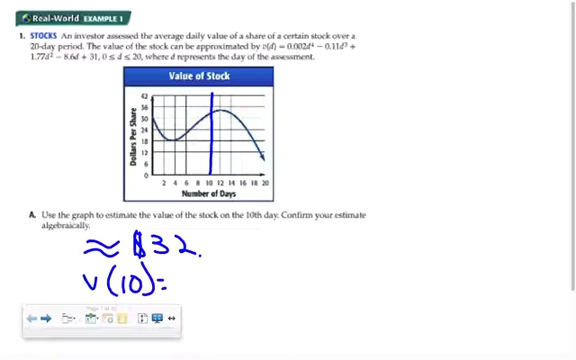 Real-World EXAMPLE 1
1. STOCKS An investor assessed the average daily value of a share of a certain stock over a
20-day period. The value of the stock can be approximated by v(d) = 0.002d⁴ − 0.11d³ +
1.77d² − 8.6d + 31, 0 ≤ d ≤ 20, where d represents the day of the assessment.
Value of Stock
Dollars Per Share
42
36
30
24
18
12
6
0
2 4 6 8 10 12 14 16 18 20
Number of Days
A. Use the graph to estimate the value of the stock on the 10th day. Confirm your estimate
algebraically.
≈ $32.
v(10)=